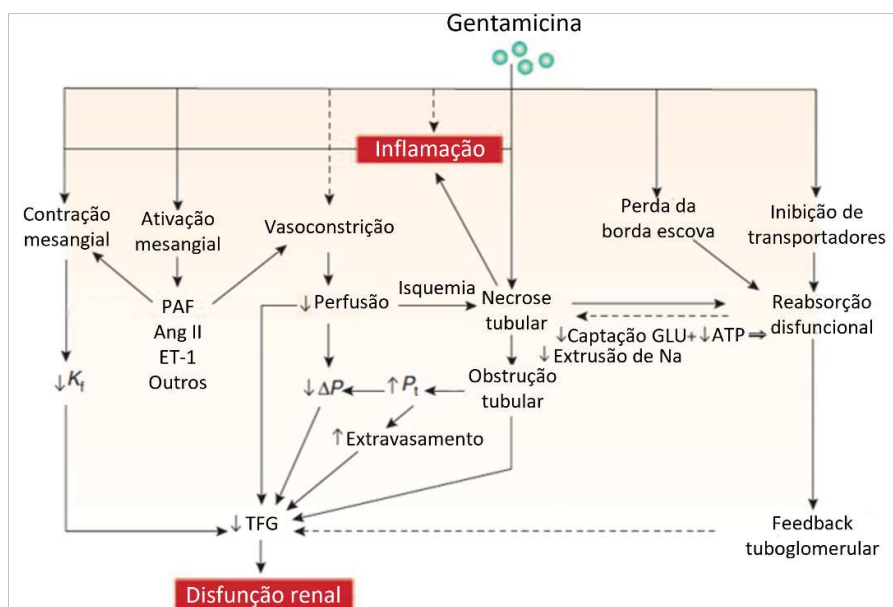 Gentamicina
Inflamação
Contração
mesangial
Ativação
mesangial
Vasoconstrição
Perda da
borda escova
Inibição de
transportadores
PAF
Ang II
ET-1
Outros
↓ Perfusão
Isquemia
Necrose
tubular
Reabsorção
disfuncional
↓Captação GLU+↓ATP ⇒
↓ Extrusão de Na
↓Kf
↓ΔP
↑Pt
Obstrução
tubular
↑Extravasamento
↓ TFG
Feedback
tuboglomerular
Disfunção renal